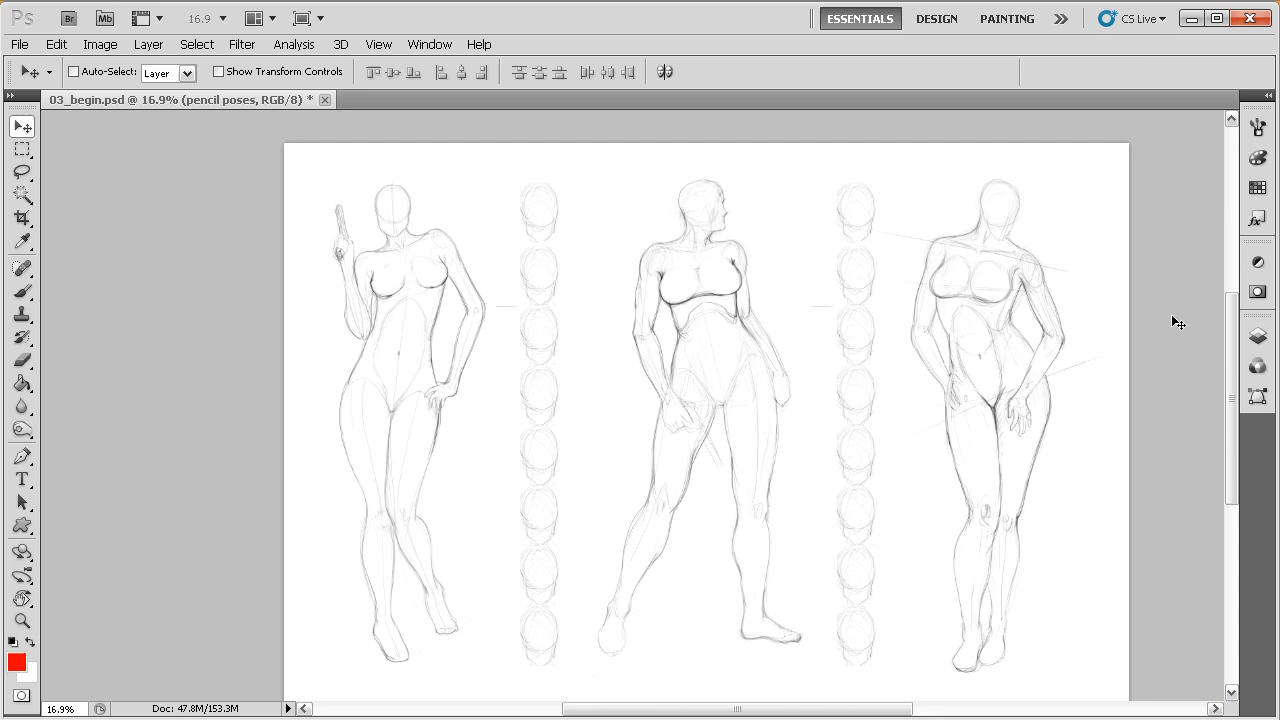 Ps Br Mb 16.9 ESSENTIALS DESIGN PAINTING CS Live
File Edit Image Layer Select Filter Analysis 3D View Window Help
Auto-Select: Layer Show Transform Controls
03_begin.psd @ 16.9% (pencil poses, RGB/8) *
16.9% Doc: 47.8M/153.3M